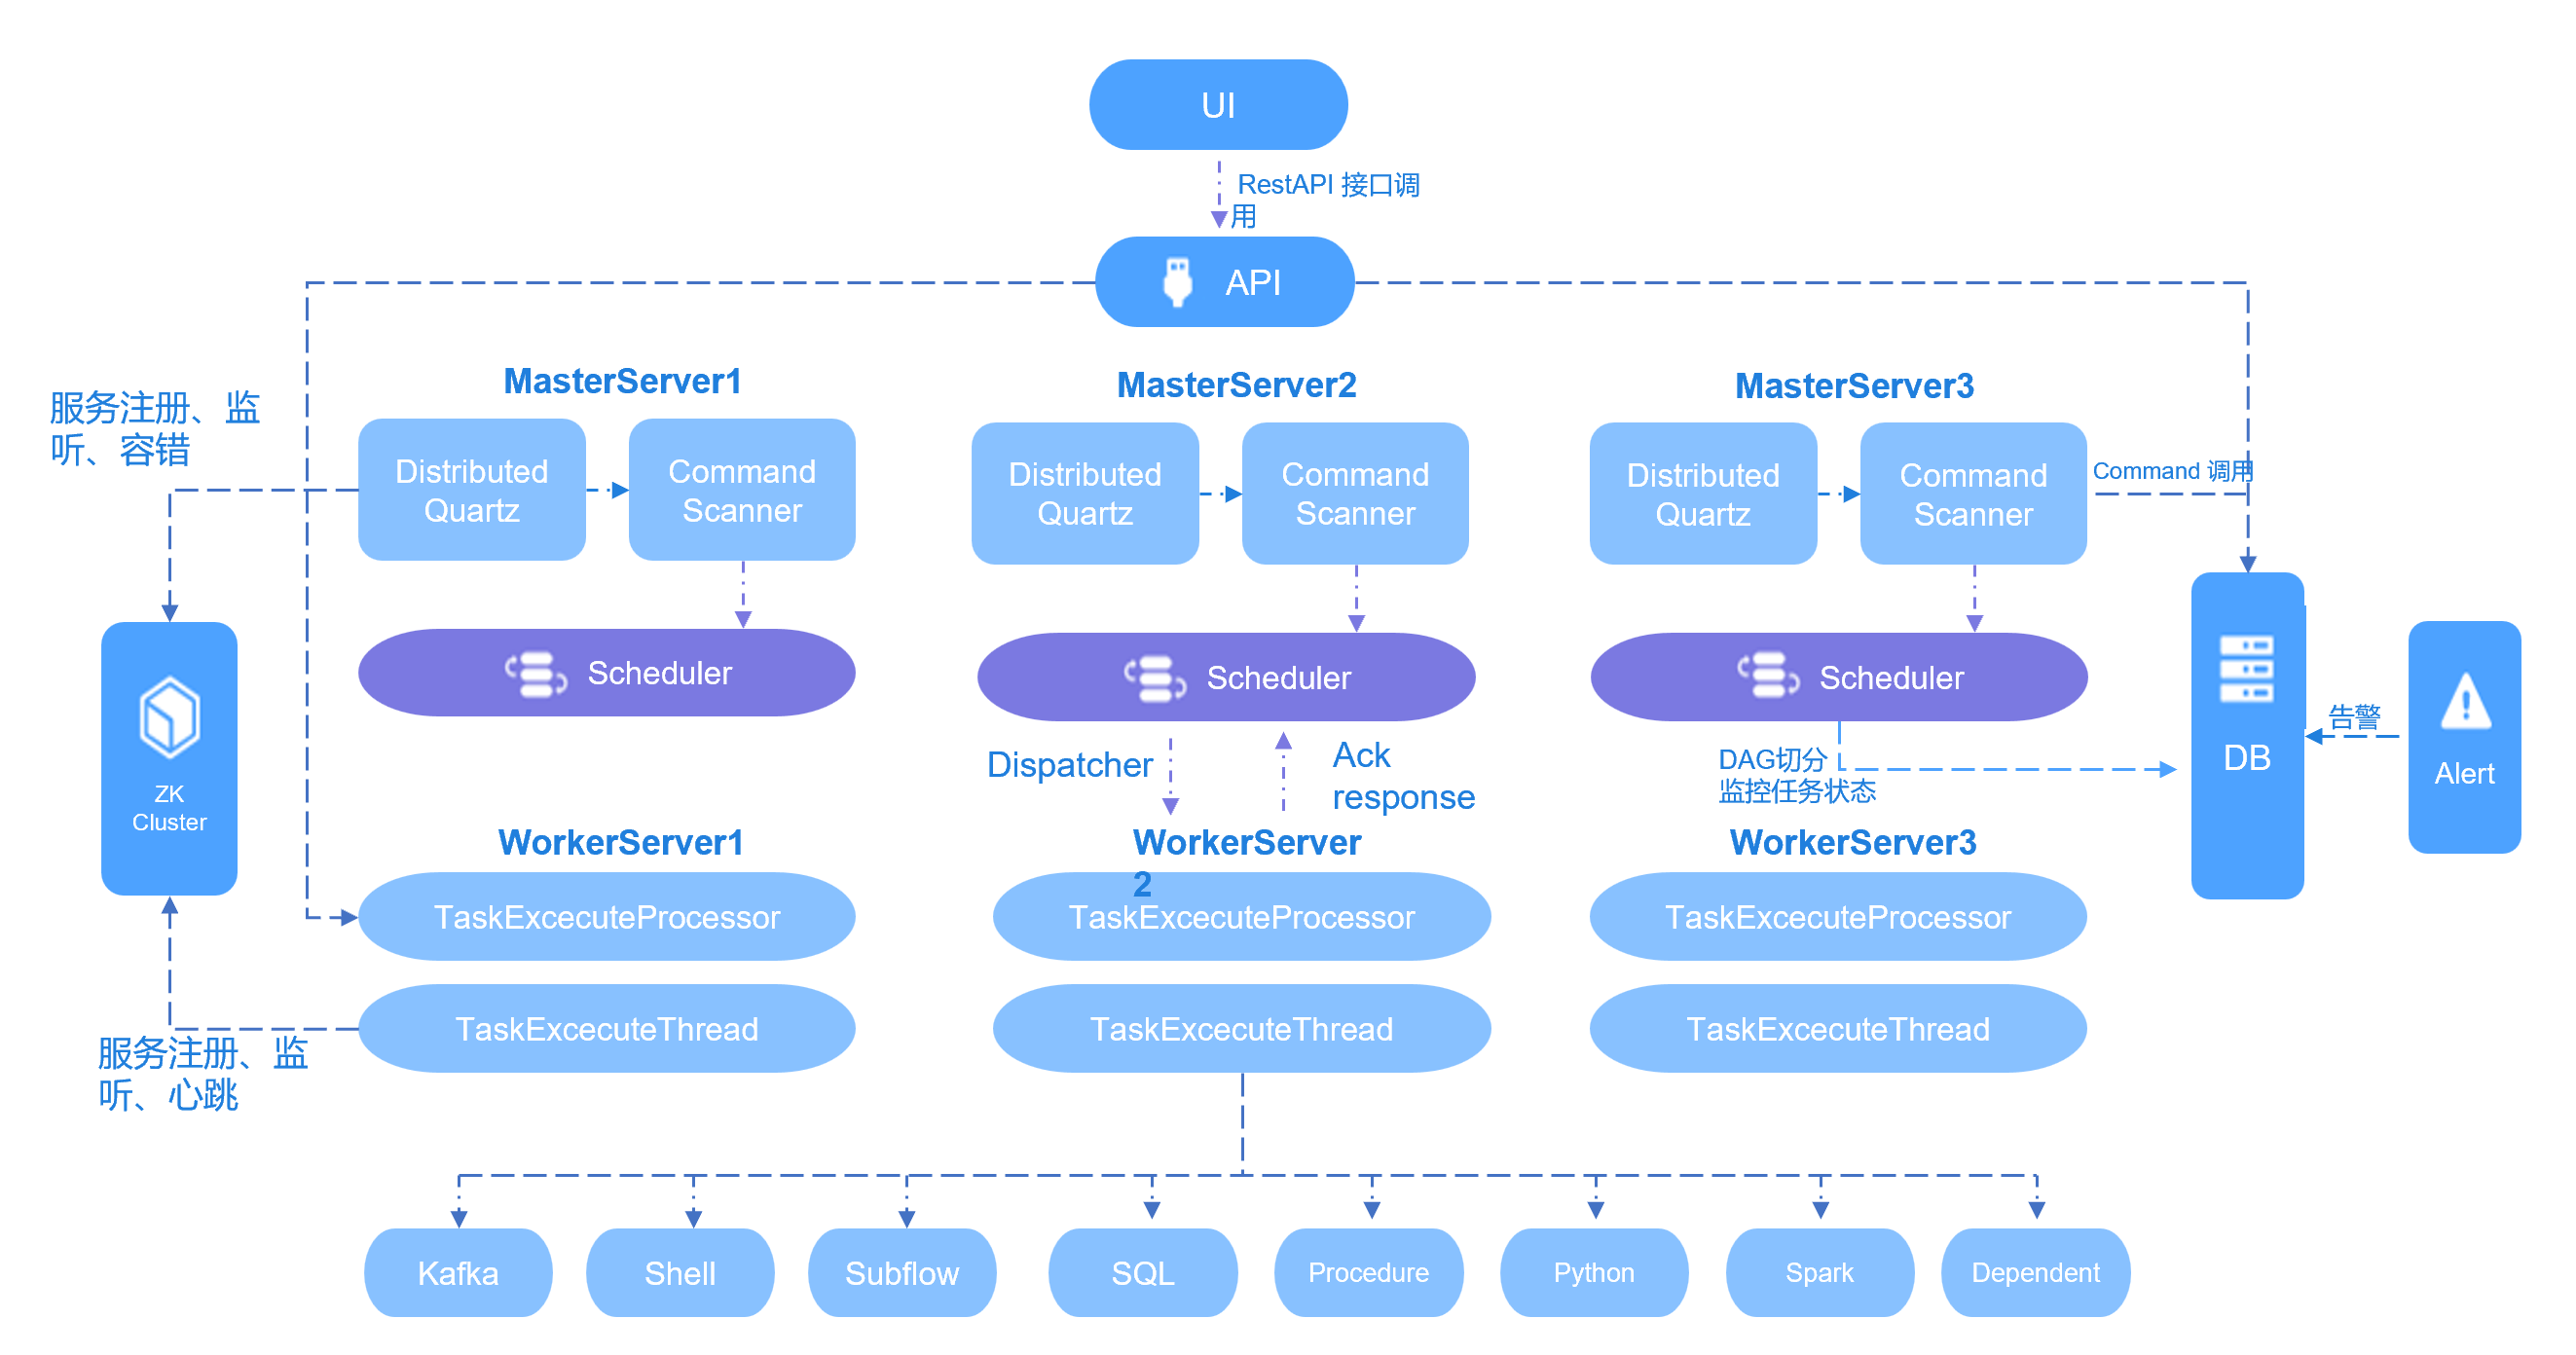 UI
RestAPI 接口调
用
API
MasterServer1
MasterServer2
MasterServer3
服务注册、监
听、容错
Distributed
Quartz
Command
Scanner
Distributed
Quartz
Command
Scanner
Distributed
Quartz
Command
Scanner
Command 调用
Scheduler
Scheduler
Scheduler
ZK
Cluster
Dispatcher
Ack
response
DAG切分
监控任务状态
DB
告警
Alert
WorkerServer1
WorkerServer
2
WorkerServer3
TaskExcecuteProcessor
TaskExcecuteProcessor
TaskExcecuteProcessor
TaskExcecuteThread
TaskExcecuteThread
TaskExcecuteThread
服务注册、监
听、心跳
Kafka
Shell
Subflow
SQL
Procedure
Python
Spark
Dependent